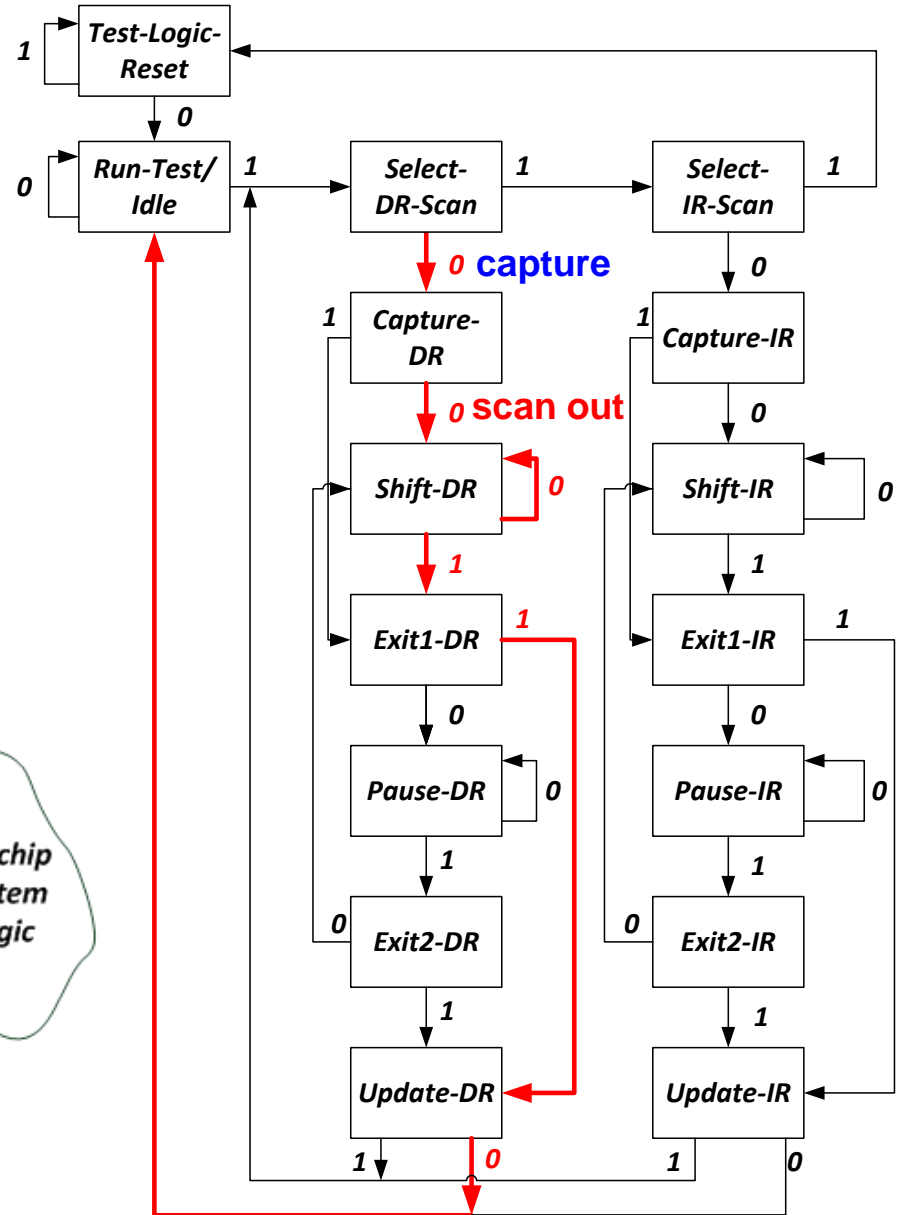 Test-Logic-
Reset
1
0
Run-Test/
Idle
0
1
Select-
DR-Scan
1
Select-
IR-Scan
1
0 capture
0
1
Capture-
DR
1
Capture-IR
0 scan out
0
Shift-DR
0
Shift-IR
0
1
1
Exit1-DR
1
Exit1-IR
1
0
0
Pause-DR
0
Pause-IR
0
1
1
0
Exit2-DR
0
Exit2-IR
1
1
Update-DR
Update-IR
1
0
1
0
chip
tem
gic